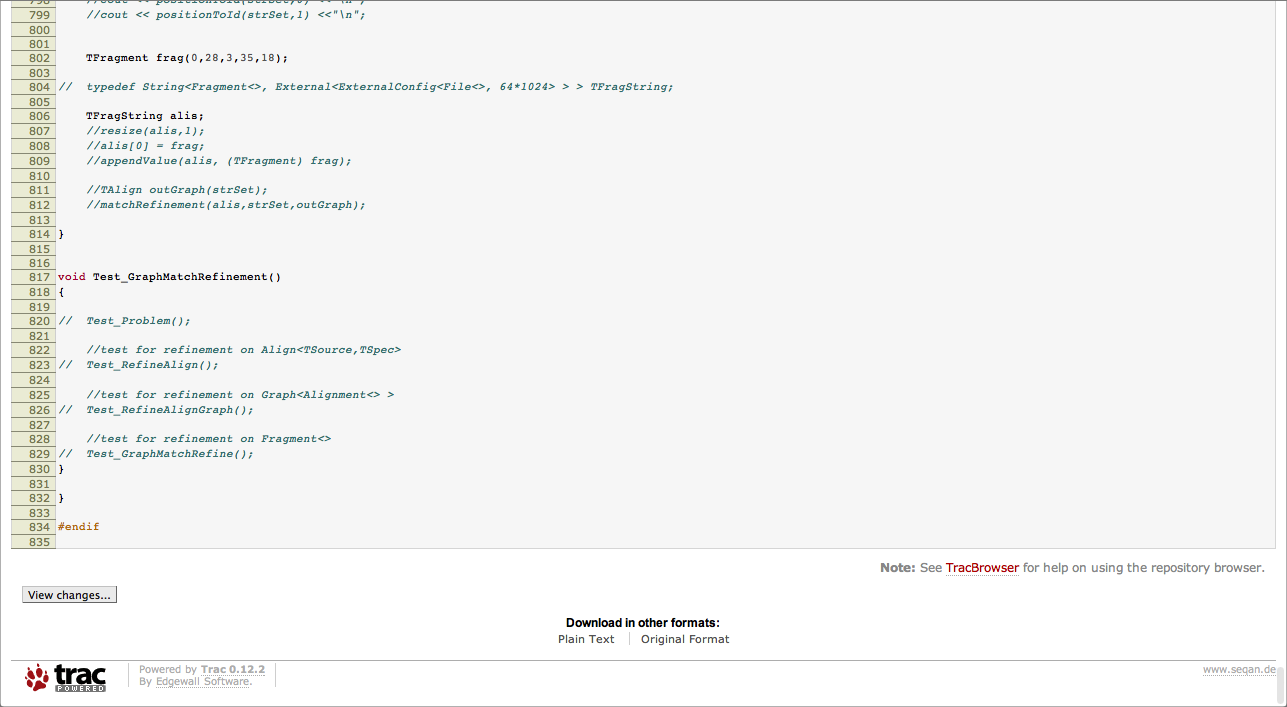 798 //cout << positionToId(strSet,0) <<"\n";
799 //cout << positionToId(strSet,1) <<"\n";
800
801
802 TFragment frag(0,28,3,35,18);
803
804 // typedef String<Fragment<>, External<ExternalConfig<File<>, 64*1024> > > TFragString;
805
806 TFragString alis;
807 //resize(alis,1);
808 //alis[0] = frag;
809 //appendValue(alis, (TFragment) frag);
810
811 //TAlign outGraph(strSet);
812 //matchRefinement(alis,strSet,outGraph);
813
814 }
815
816
817 void Test_GraphMatchRefinement()
818 {
819
820 // Test_Problem();
821
822 //test for refinement on Align<TSource,TSpec>
823 // Test_RefineAlign();
824
825 //test for refinement on Graph<Alignment<> >
826 // Test_RefineAlignGraph();
827
828 //test for refinement on Fragment<>
829 // Test_GraphMatchRefine();
830 }
831
832 }
833
834 #endif
835
Note: See TracBrowser for help on using the repository browser.
View changes...
Download in other formats:
Plain Text Original Format
trac POWERED
Powered by Trac 0.12.2
By Edgewall Software.
www.seqan.de